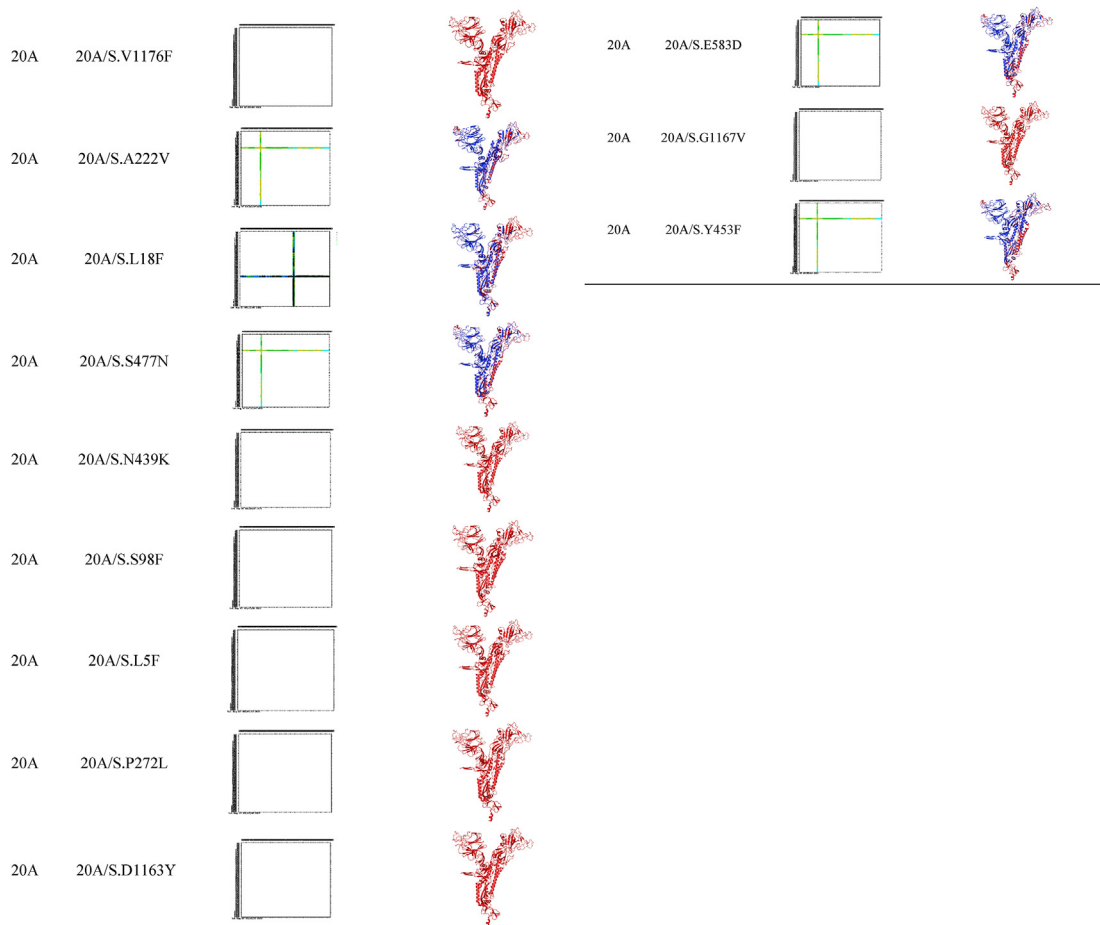 20A 20A/S.V1176F
20A 20A/S.A222V
20A 20A/S.L18F
20A 20A/S.S477N
20A 20A/S.N439K
20A 20A/S.S98F
20A 20A/S.L5F
20A 20A/S.P272L
20A 20A/S.D1163Y
20A 20A/S.E583D
20A 20A/S.G1167V
20A 20A/S.Y453F